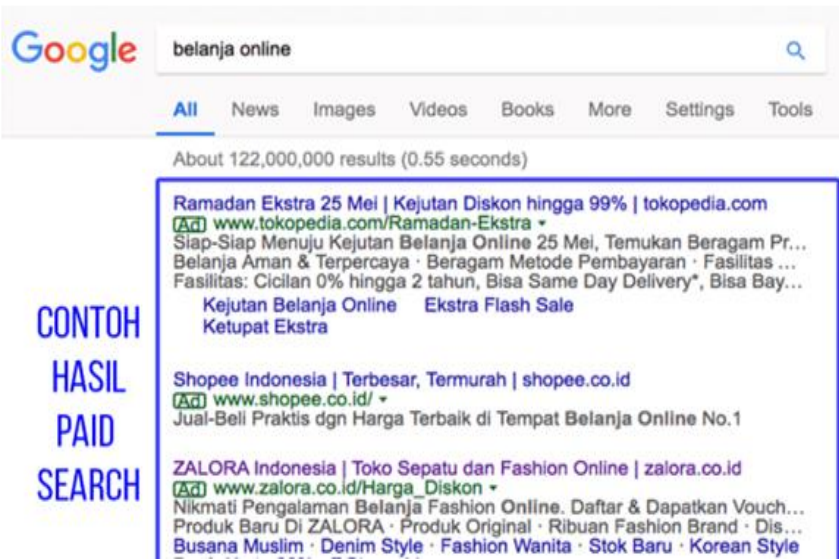 Google
belanja online
All News Images Videos Books More Settings Tools
About 122,000,000 results (0.55 seconds)
Ramadan Ekstra 25 Mei | Kejutan Diskon hingga 99% | tokopedia.com
Ad www.tokopedia.com/Ramadan-Ekstra
Siap-Siap Menuju Kejutan Belanja Online 25 Mei, Temukan Beragam Pr...
Belanja Aman & Terpercaya · Beragam Metode Pembayaran · Fasilitas ...
Fasilitas: Cicilan 0% hingga 2 tahun, Bisa Same Day Delivery*, Bisa Bay...
Kejutan Belanja Online Ekstra Flash Sale
Ketupat Ekstra
CONTOH
HASIL
PAID
SEARCH
Shopee Indonesia | Terbesar, Termurah | shopee.co.id
Ad www.shopee.co.id/
Jual-Beli Praktis dgn Harga Terbaik di Tempat Belanja Online No.1
ZALORA Indonesia | Toko Sepatu dan Fashion Online | zalora.co.id
Ad www.zalora.co.id/Harga_Diskon
Nikmati Pengalaman Belanja Fashion Online. Daftar & Dapatkan Vouch...
Produk Baru Di ZALORA · Produk Original · Ribuan Fashion Brand · Dis...
Busana Muslim · Denim Style · Fashion Wanita · Stok Baru · Korean Style